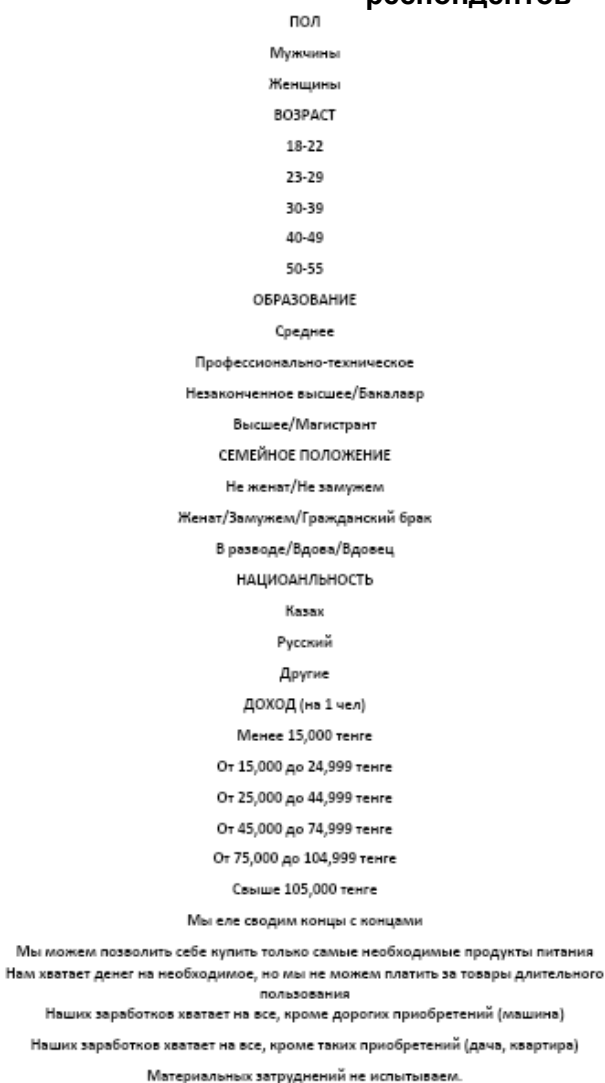 респондентов
ПОЛ
Мужчины
Женщины
ВОЗРАСТ
18-22
23-29
30-39
40-49
50-55
ОБРАЗОВАНИЕ
Среднее
Профессионально-техническое
Незаконченное высшее/Бакалавр
Высшее/Магистрант
СЕМЕЙНОЕ ПОЛОЖЕНИЕ
Не женат/Не замужем
Женат/Замужем/Гражданский брак
В разводе/Вдова/Вдовец
НАЦИОАНЛЬНОСТЬ
Казах
Русский
Другие
ДОХОД (на 1 чел)
Менее 15,000 тенге
От 15,000 до 24,999 тенге
От 25,000 до 44,999 тенге
От 45,000 до 74,999 тенге
От 75,000 до 104,999 тенге
Свыше 105,000 тенге
Мы еле сводим концы с концами
Мы можем позволить себе купить только самые необходимые продукты питания
Нам хватает денег на необходимое, но мы не можем платить за товары длительного
пользования
Наших заработков хватает на все, кроме дорогих приобретений (машина)
Наших заработков хватает на все, кроме таких приобретений (дача, квартира)
Материальных затруднений не испытываем.